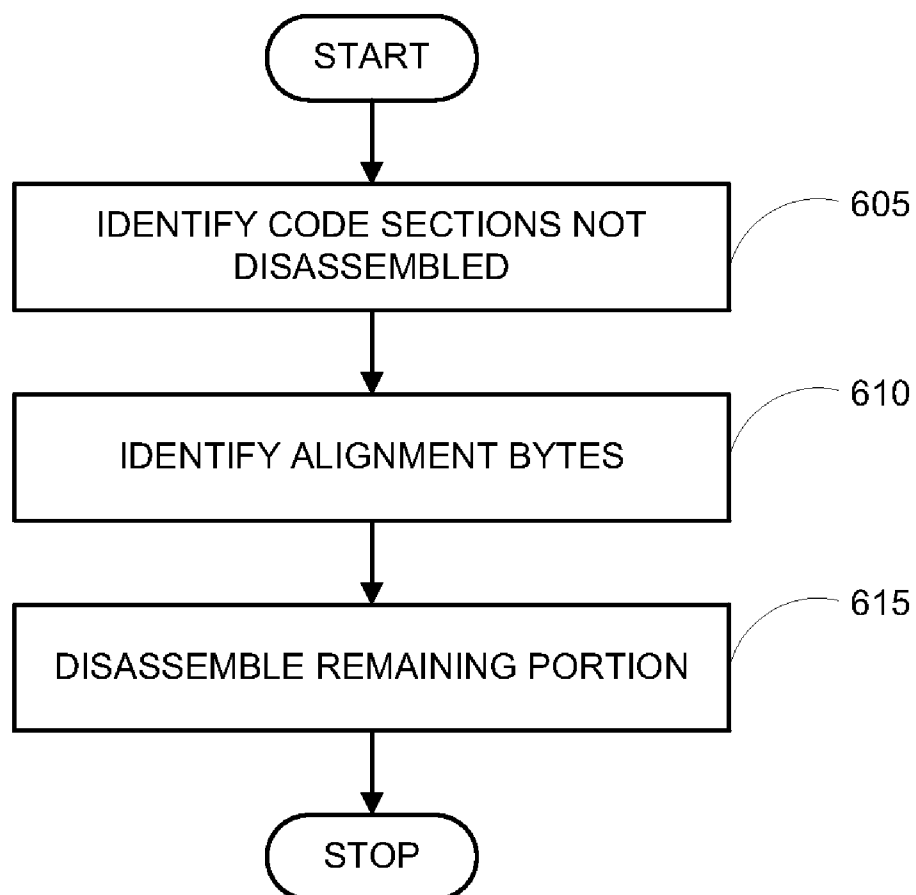 START
IDENTIFY CODE SECTIONS NOT
DISASSEMBLED
605
IDENTIFY ALIGNMENT BYTES
610
DISASSEMBLE REMAINING PORTION
615
STOP